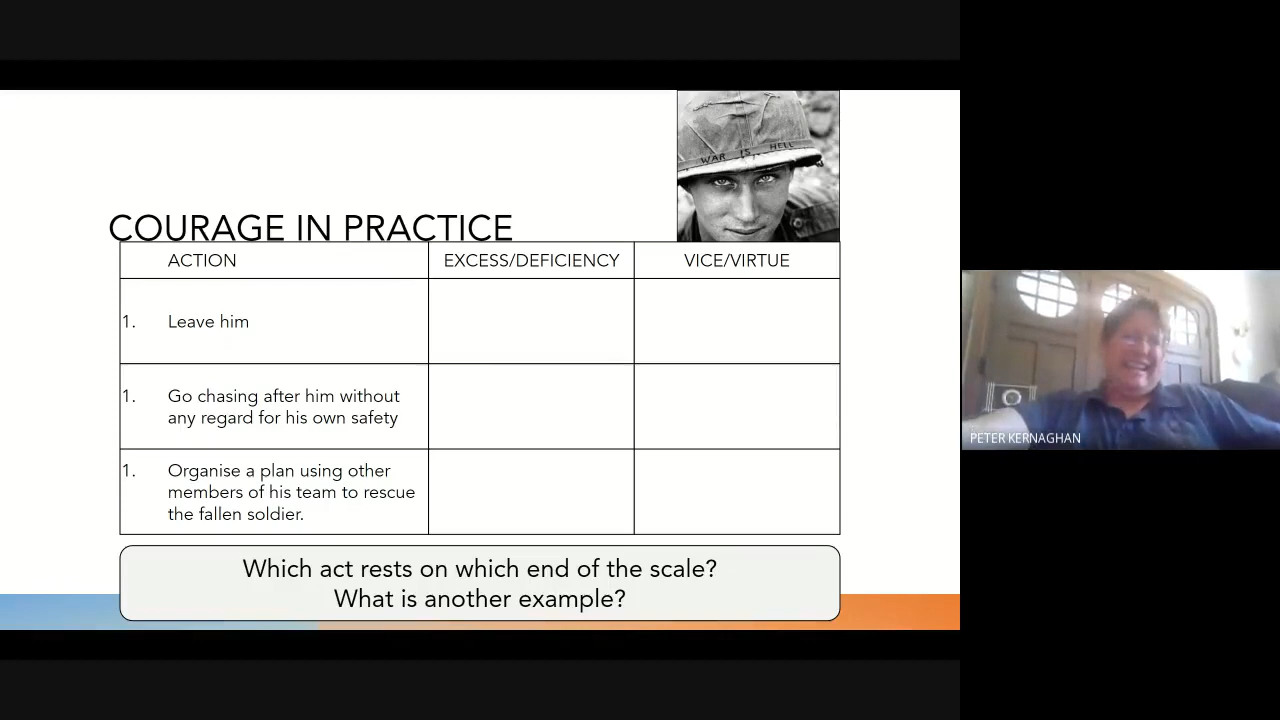 WAR IS HELL
COURAGE IN PRACTICE
ACTION EXCESS/DEFICIENCY VICE/VIRTUE
1. Leave him
1. Go chasing after him without
any regard for his own safety
1. Organise a plan using other
members of his team to rescue
the fallen soldier.
Which act rests on which end of the scale?
What is another example?
PETER KERNAGHAN